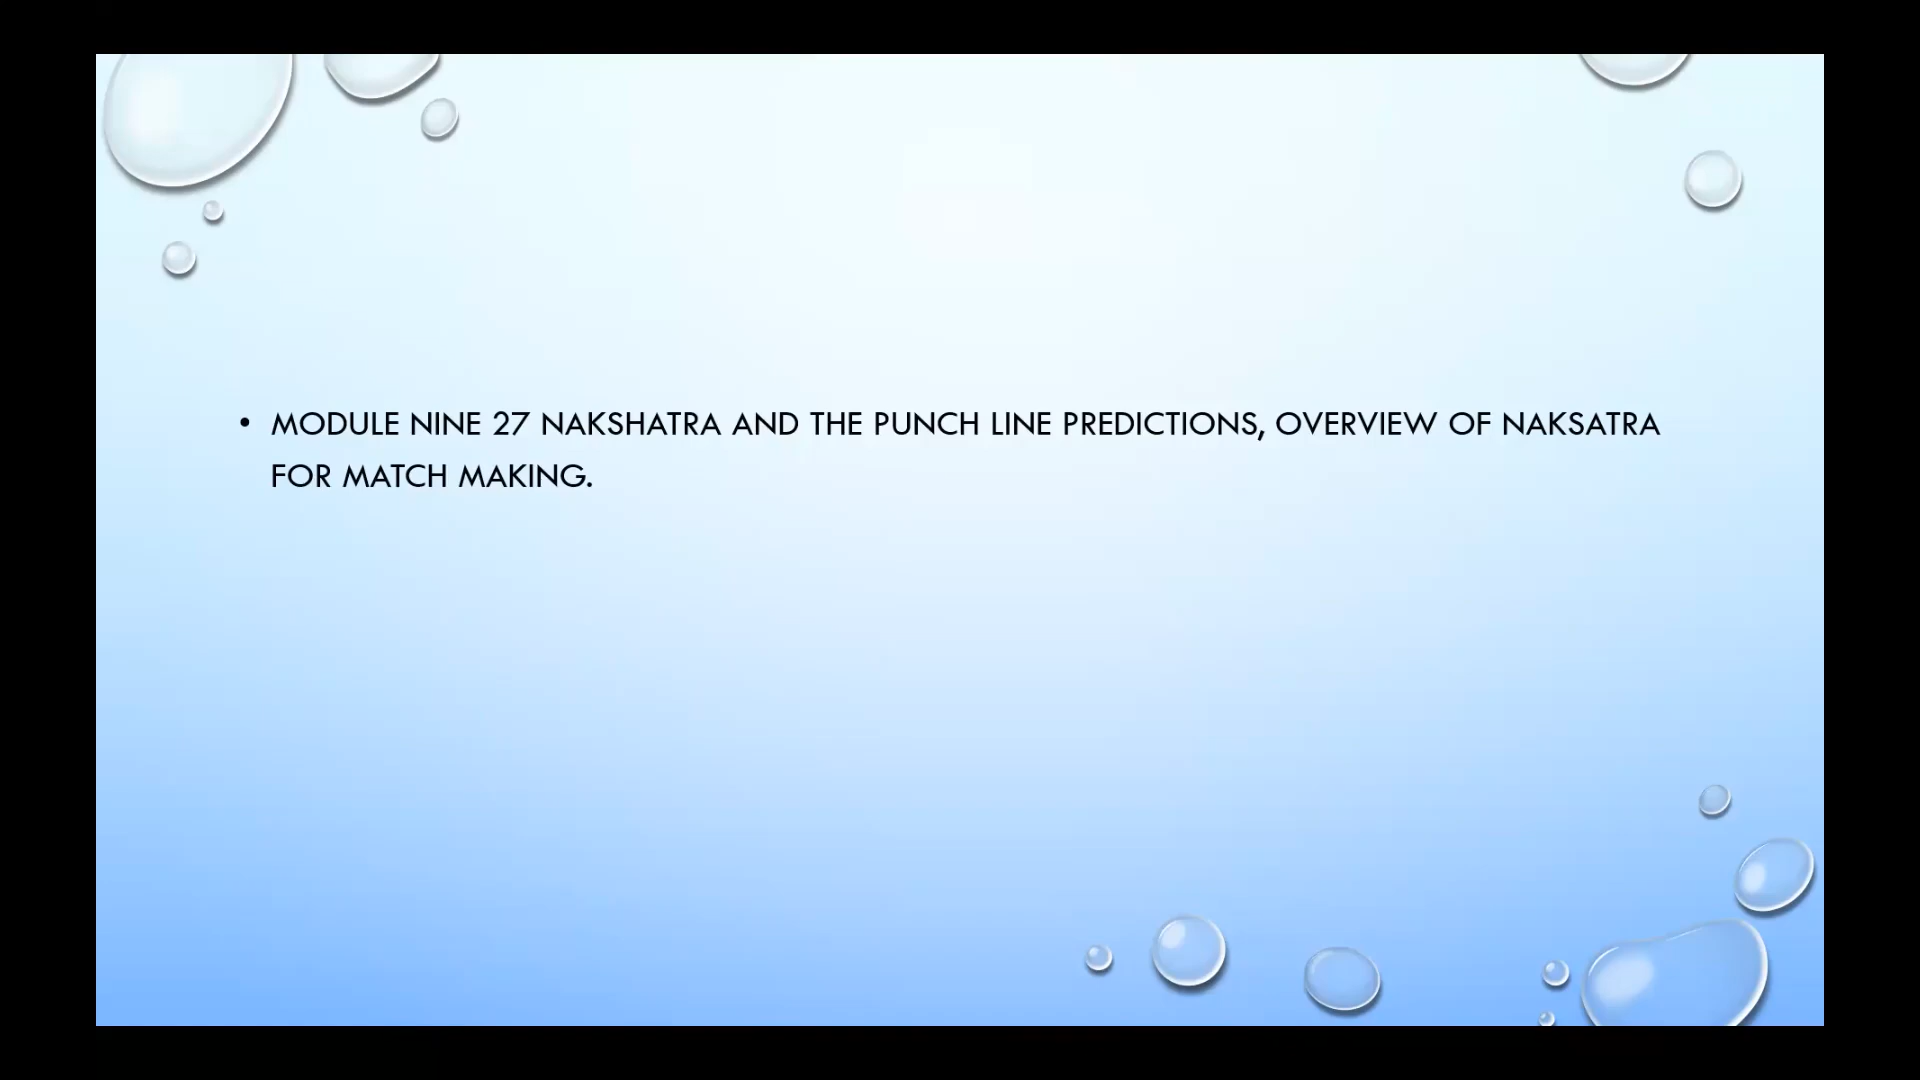 • MODULE NINE 27 NAKSHATRA AND THE PUNCH LINE PREDICTIONS, OVERVIEW OF NAKSATRA
FOR MATCH MAKING.